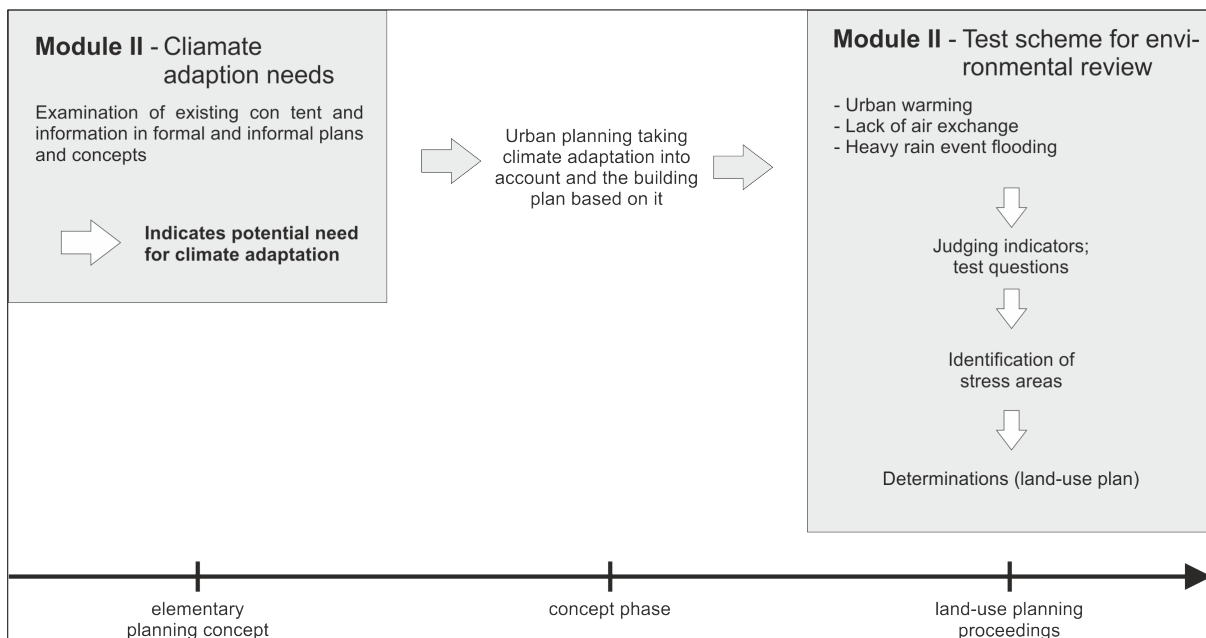 Module II - Cliamate
adaption needs
Examination of existing con tent and
information in formal and informal plans
and concepts
Indicates potential need
for climate adaptation
Urban planning taking
climate adaptation into
account and the building
plan based on it
Module II - Test scheme for envi-
ronmental review
- Urban warming
- Lack of air exchange
- Heavy rain event flooding
Judging indicators;
test questions
Identification of
stress areas
Determinations (land-use plan)
elementary
planning concept
concept phase
land-use planning
proceedings